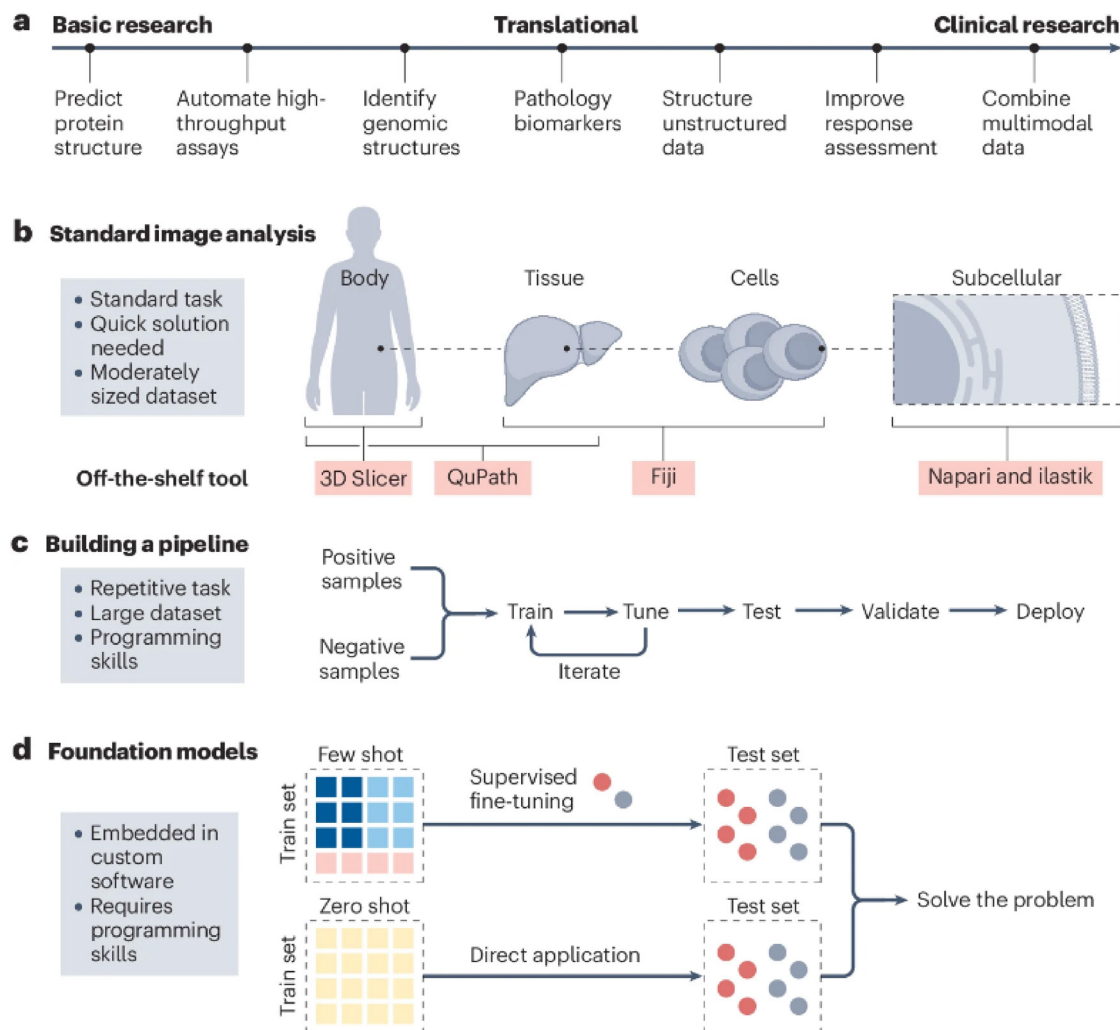 a
Basic research
Translational
Clinical research
Predict
protein
structure
Automate high-
throughput
assays
Identify
genomic
structures
Pathology
biomarkers
Structure
unstructured
data
Improve
response
assessment
Combine
multimodal
data
b Standard image analysis
• Standard task
• Quick solution
needed
• Moderately
sized dataset
Body
Tissue
Cells
Subcellular
Off-the-shelf tool
3D Slicer
QuPath
Fiji
Napari and ilastik
c Building a pipeline
• Repetitive task
• Large dataset
• Programming
skills
Positive
samples
Negative
samples
Train
Tune
Test
Validate
Deploy
Iterate
d Foundation models
• Embedded in
custom
software
• Requires
programming
skills
Few shot
Train set
Supervised
fine-tuning
Test set
Zero shot
Train set
Direct application
Test set
Solve the problem